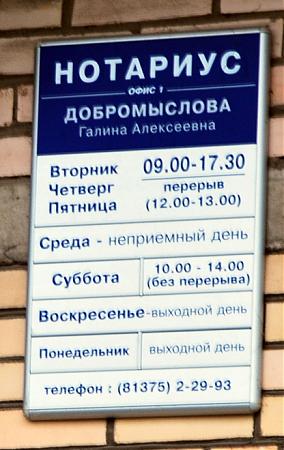 НОТАРИУС
ОФИС 1
ДОБРОМЫСЛОВА
Галина Алексеевна
Вторник 09.00-17.30
Четверг перерыв
Пятница (12.00-13.00)
Среда - неприемный день
Суббота 10.00 - 14.00
(без перерыва)
Воскресенье-выходной день
Понедельник выходной день
телефон : (81375) 2-29-93